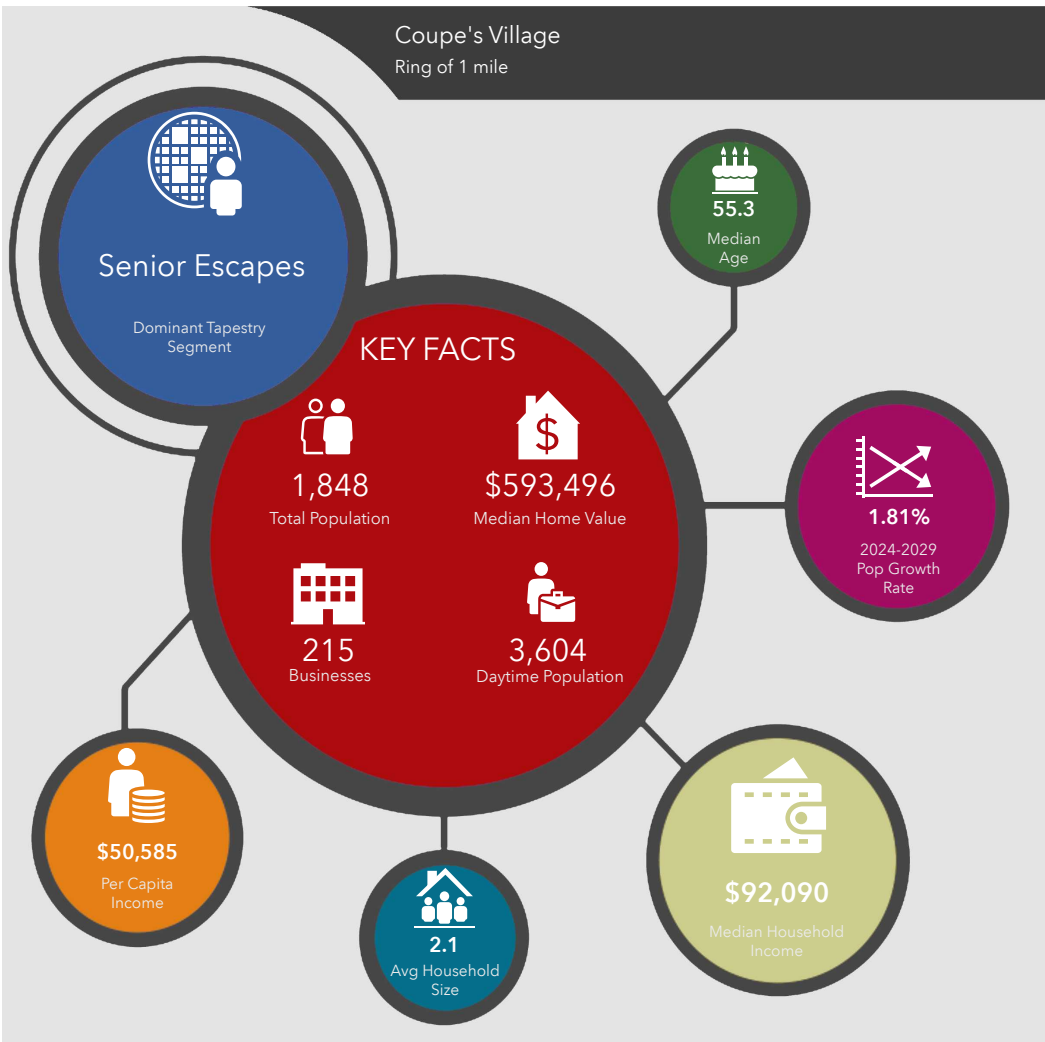 Coupe's Village
Ring of 1 mile
Senior Escapes
Dominant Tapestry
Segment
55.3
Median
Age
KEY FACTS
1,848
Total Population
$593,496
Median Home Value
215
Businesses
3,604
Daytime Population
1.81%
2024-2029
Pop Growth
Rate
$50,585
Per Capita
Income
2.1
Avg Household
Size
$92,090
Median Household
Income